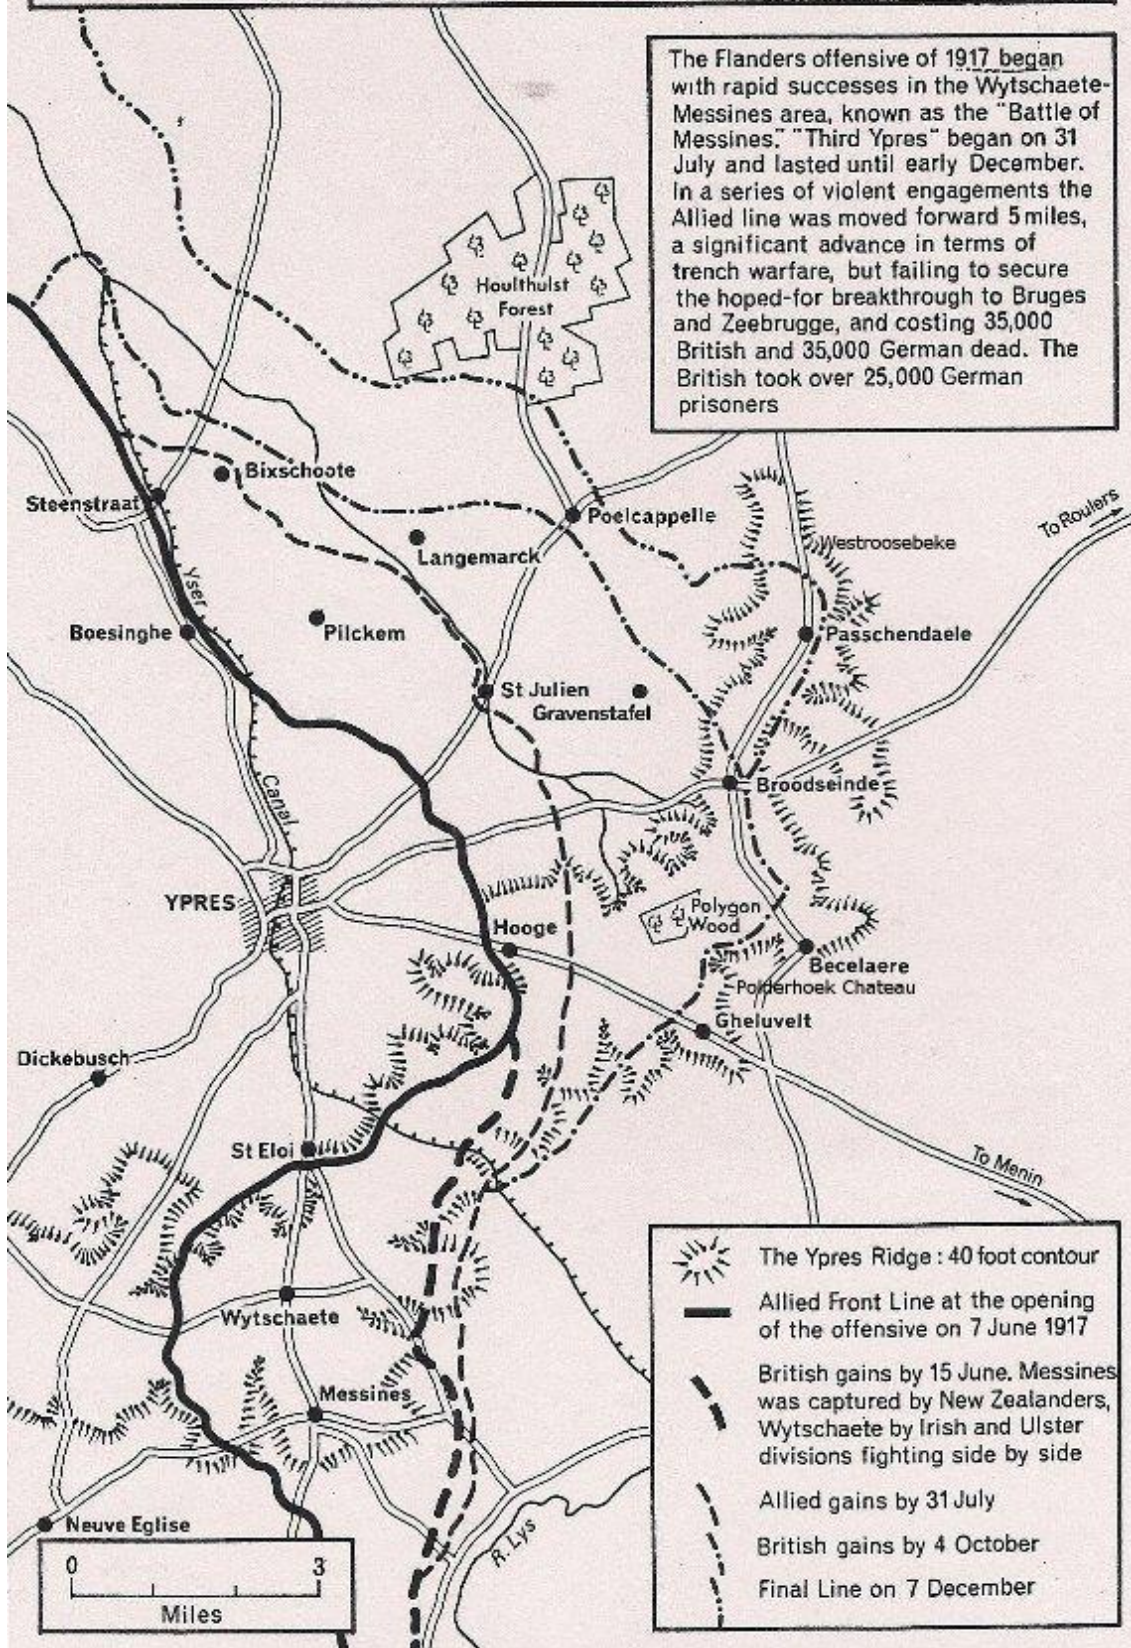 The Flanders offensive of 1917 began
with rapid successes in the Wytschaete-
Messines area, known as the "Battle of
Messines." "Third Ypres" began on 31
July and lasted until early December.
In a series of violent engagements the
Allied line was moved forward 5 miles,
a significant advance in terms of
trench warfare, but failing to secure
the hoped-for breakthrough to Bruges
and Zeebrugge, and costing 35,000
British and 35,000 German dead. The
British took over 25,000 German
prisoners
Houlthulst
Forest
Bixschoote
Steenstraat
Poelcappelle
To Roulers
Langemarck
Westroosebeke
Yser
Boesinghe
Pilckem
Passchendaele
St Julien
Gravenstafel
Canal
Broodseinde
YPRES
Polygon
Wood
Hooge
Becelaere
Polderhoek Chateau
Gheluvelt
Dickebusch
St Eloi
To Menin
Wytschaete
Messines
Neuve Eglise
R. Lys
0 3
Miles
The Ypres Ridge : 40 foot contour
Allied Front Line at the opening
of the offensive on 7 June 1917
British gains by 15 June. Messines
was captured by New Zealanders,
Wytschaete by Irish and Ulster
divisions fighting side by side
Allied gains by 31 July
British gains by 4 October
Final Line on 7 December